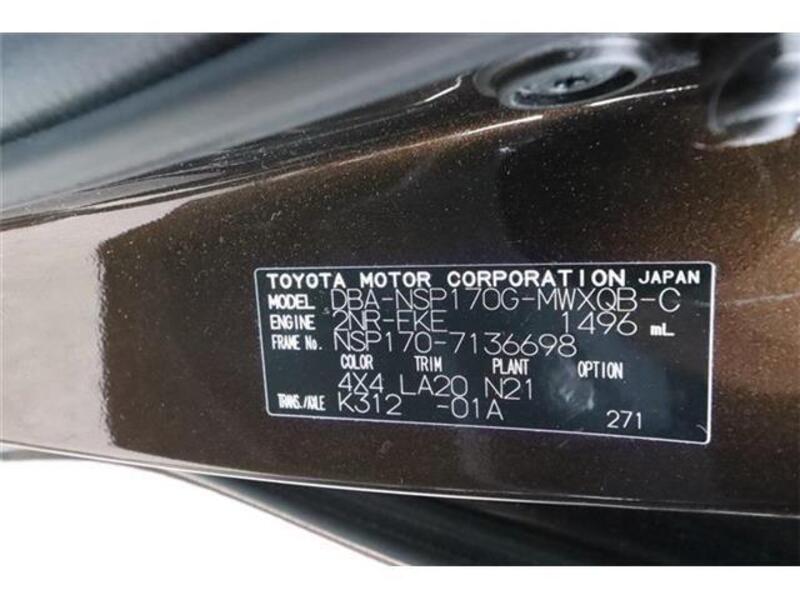 TOYOTA MOTOR CORPORATION JAPAN
MODEL DBA-NSP170G-MWXQB-C
ENGINE 2NR-FKE 1496 mL
FRAME No. NSP170-7136698
COLOR TRIM PLANT OPTION
4X4 LA20 N21
TRANS./AXLE K312 -01A 271